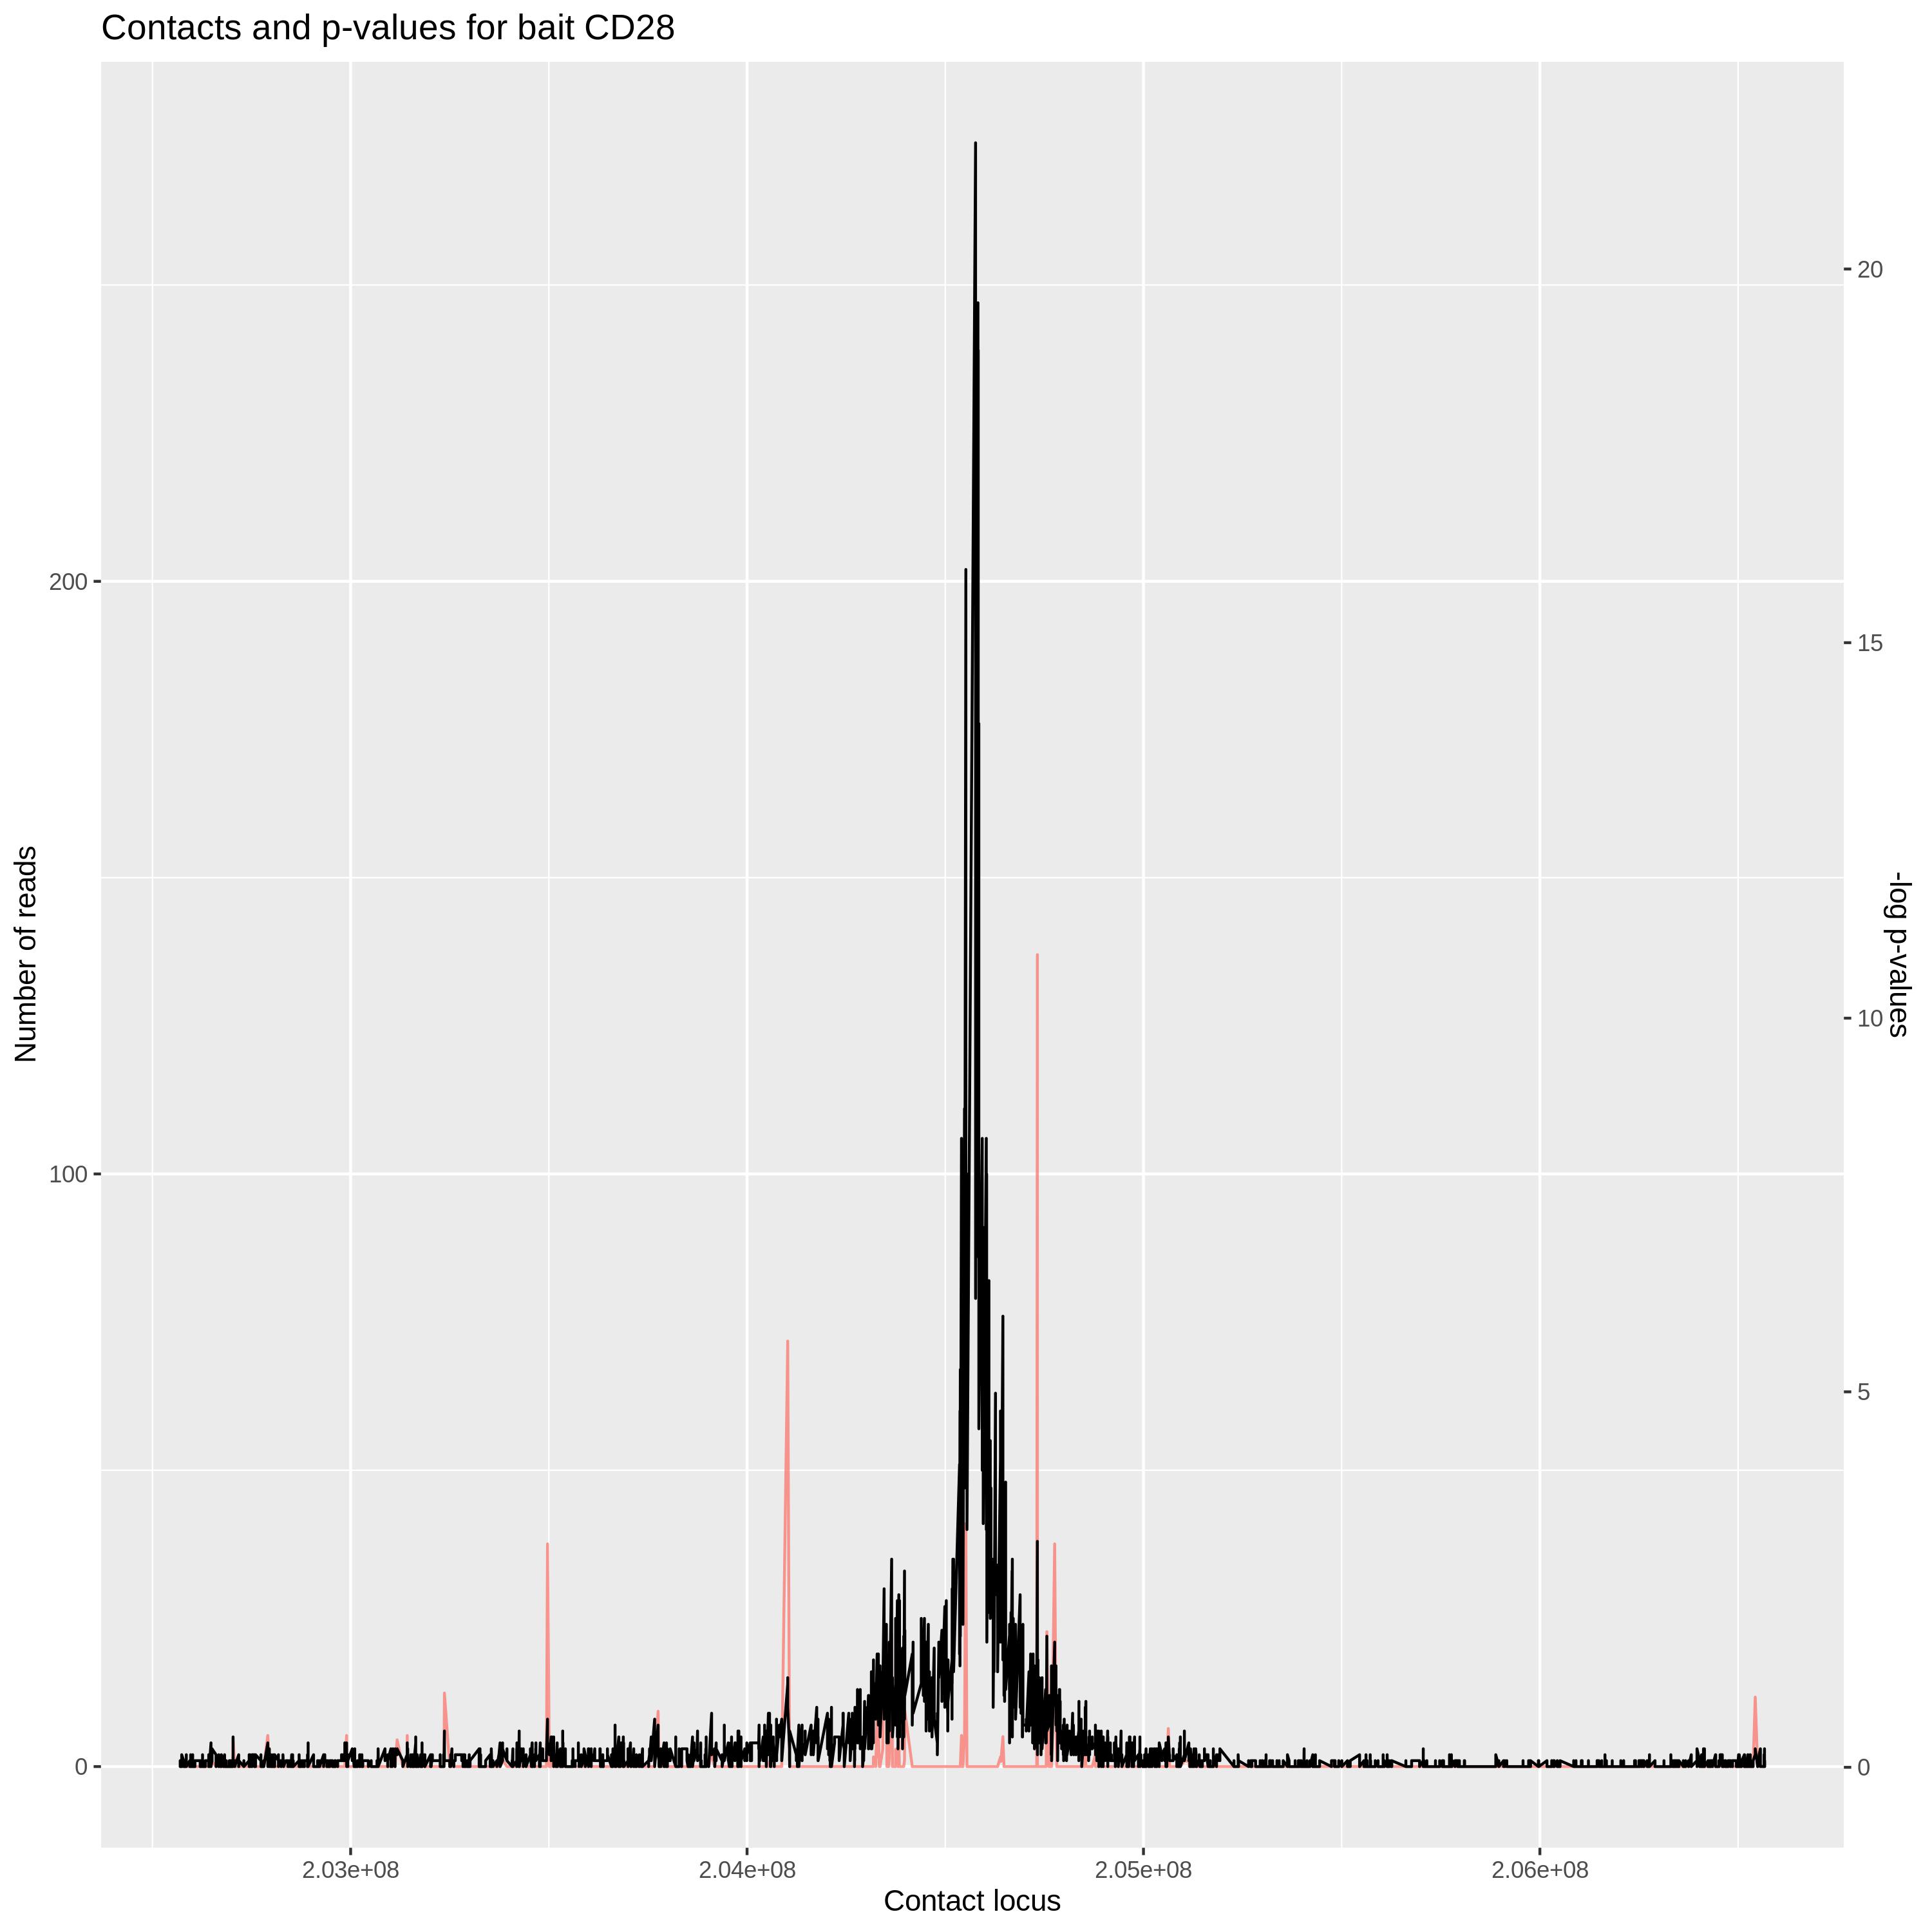 Contacts and p-values for bait CD28
Number of reads
200
100
0
20
15
10
5
0
-log p-values
2.03e+08 2.04e+08 2.05e+08 2.06e+08
Contact locus